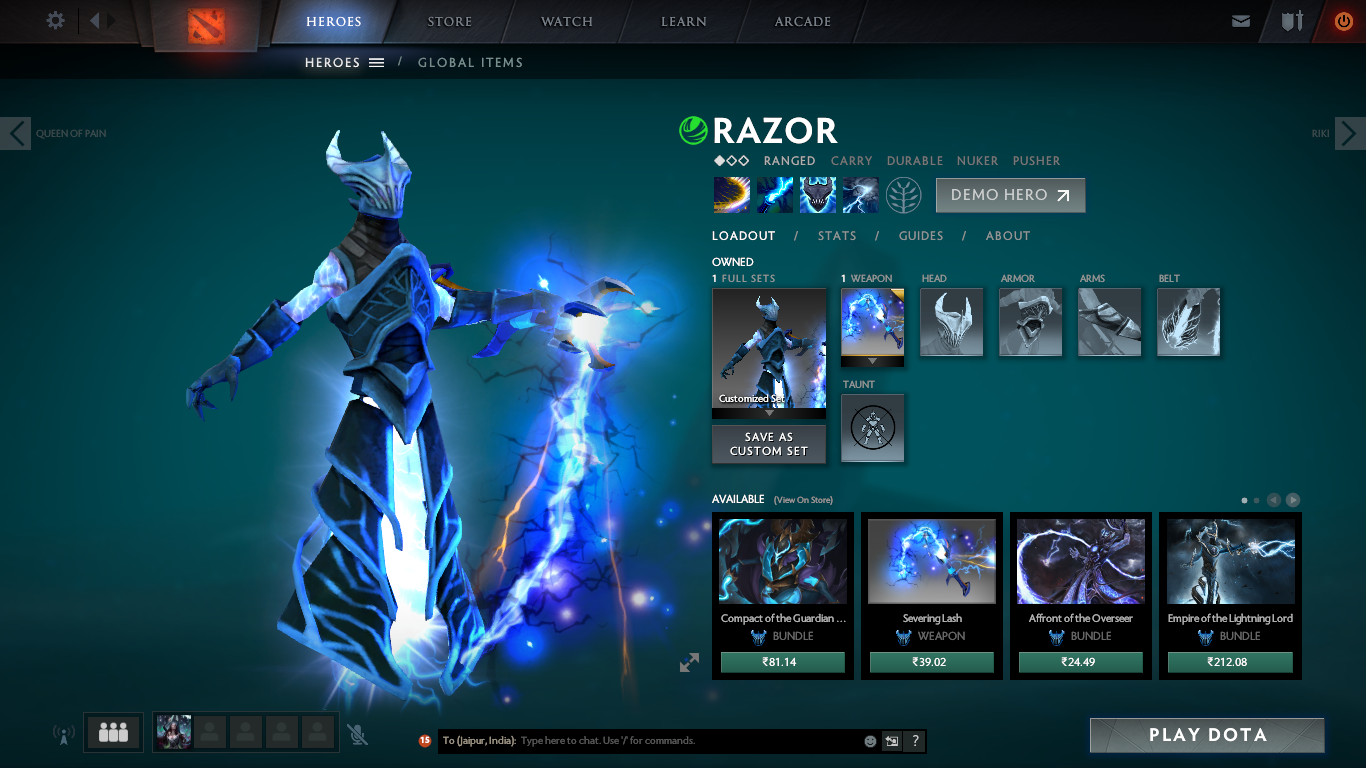 HEROES STORE WATCH LEARN ARCADE
HEROES / GLOBAL ITEMS
QUEEN OF PAIN
RIKI
RAZOR
RANGED CARRY DURABLE NUKER PUSHER
DEMO HERO
LOADOUT / STATS / GUIDES / ABOUT
OWNED
1 FULL SETS
1 WEAPON HEAD ARMOR ARMS BELT
Customized Set
TAUNT
SAVE AS
CUSTOM SET
AVAILABLE (View On Store)
Compact of the Guardian ...
BUNDLE
₹81.14
Severing Lash
WEAPON
₹39.02
Affront of the Overseer
BUNDLE
₹24.49
Empire of the Lightning Lord
BUNDLE
₹212.08
15 To (Jaipur, India): Type here to chat. Use '/' for commands. ?
PLAY DOTA